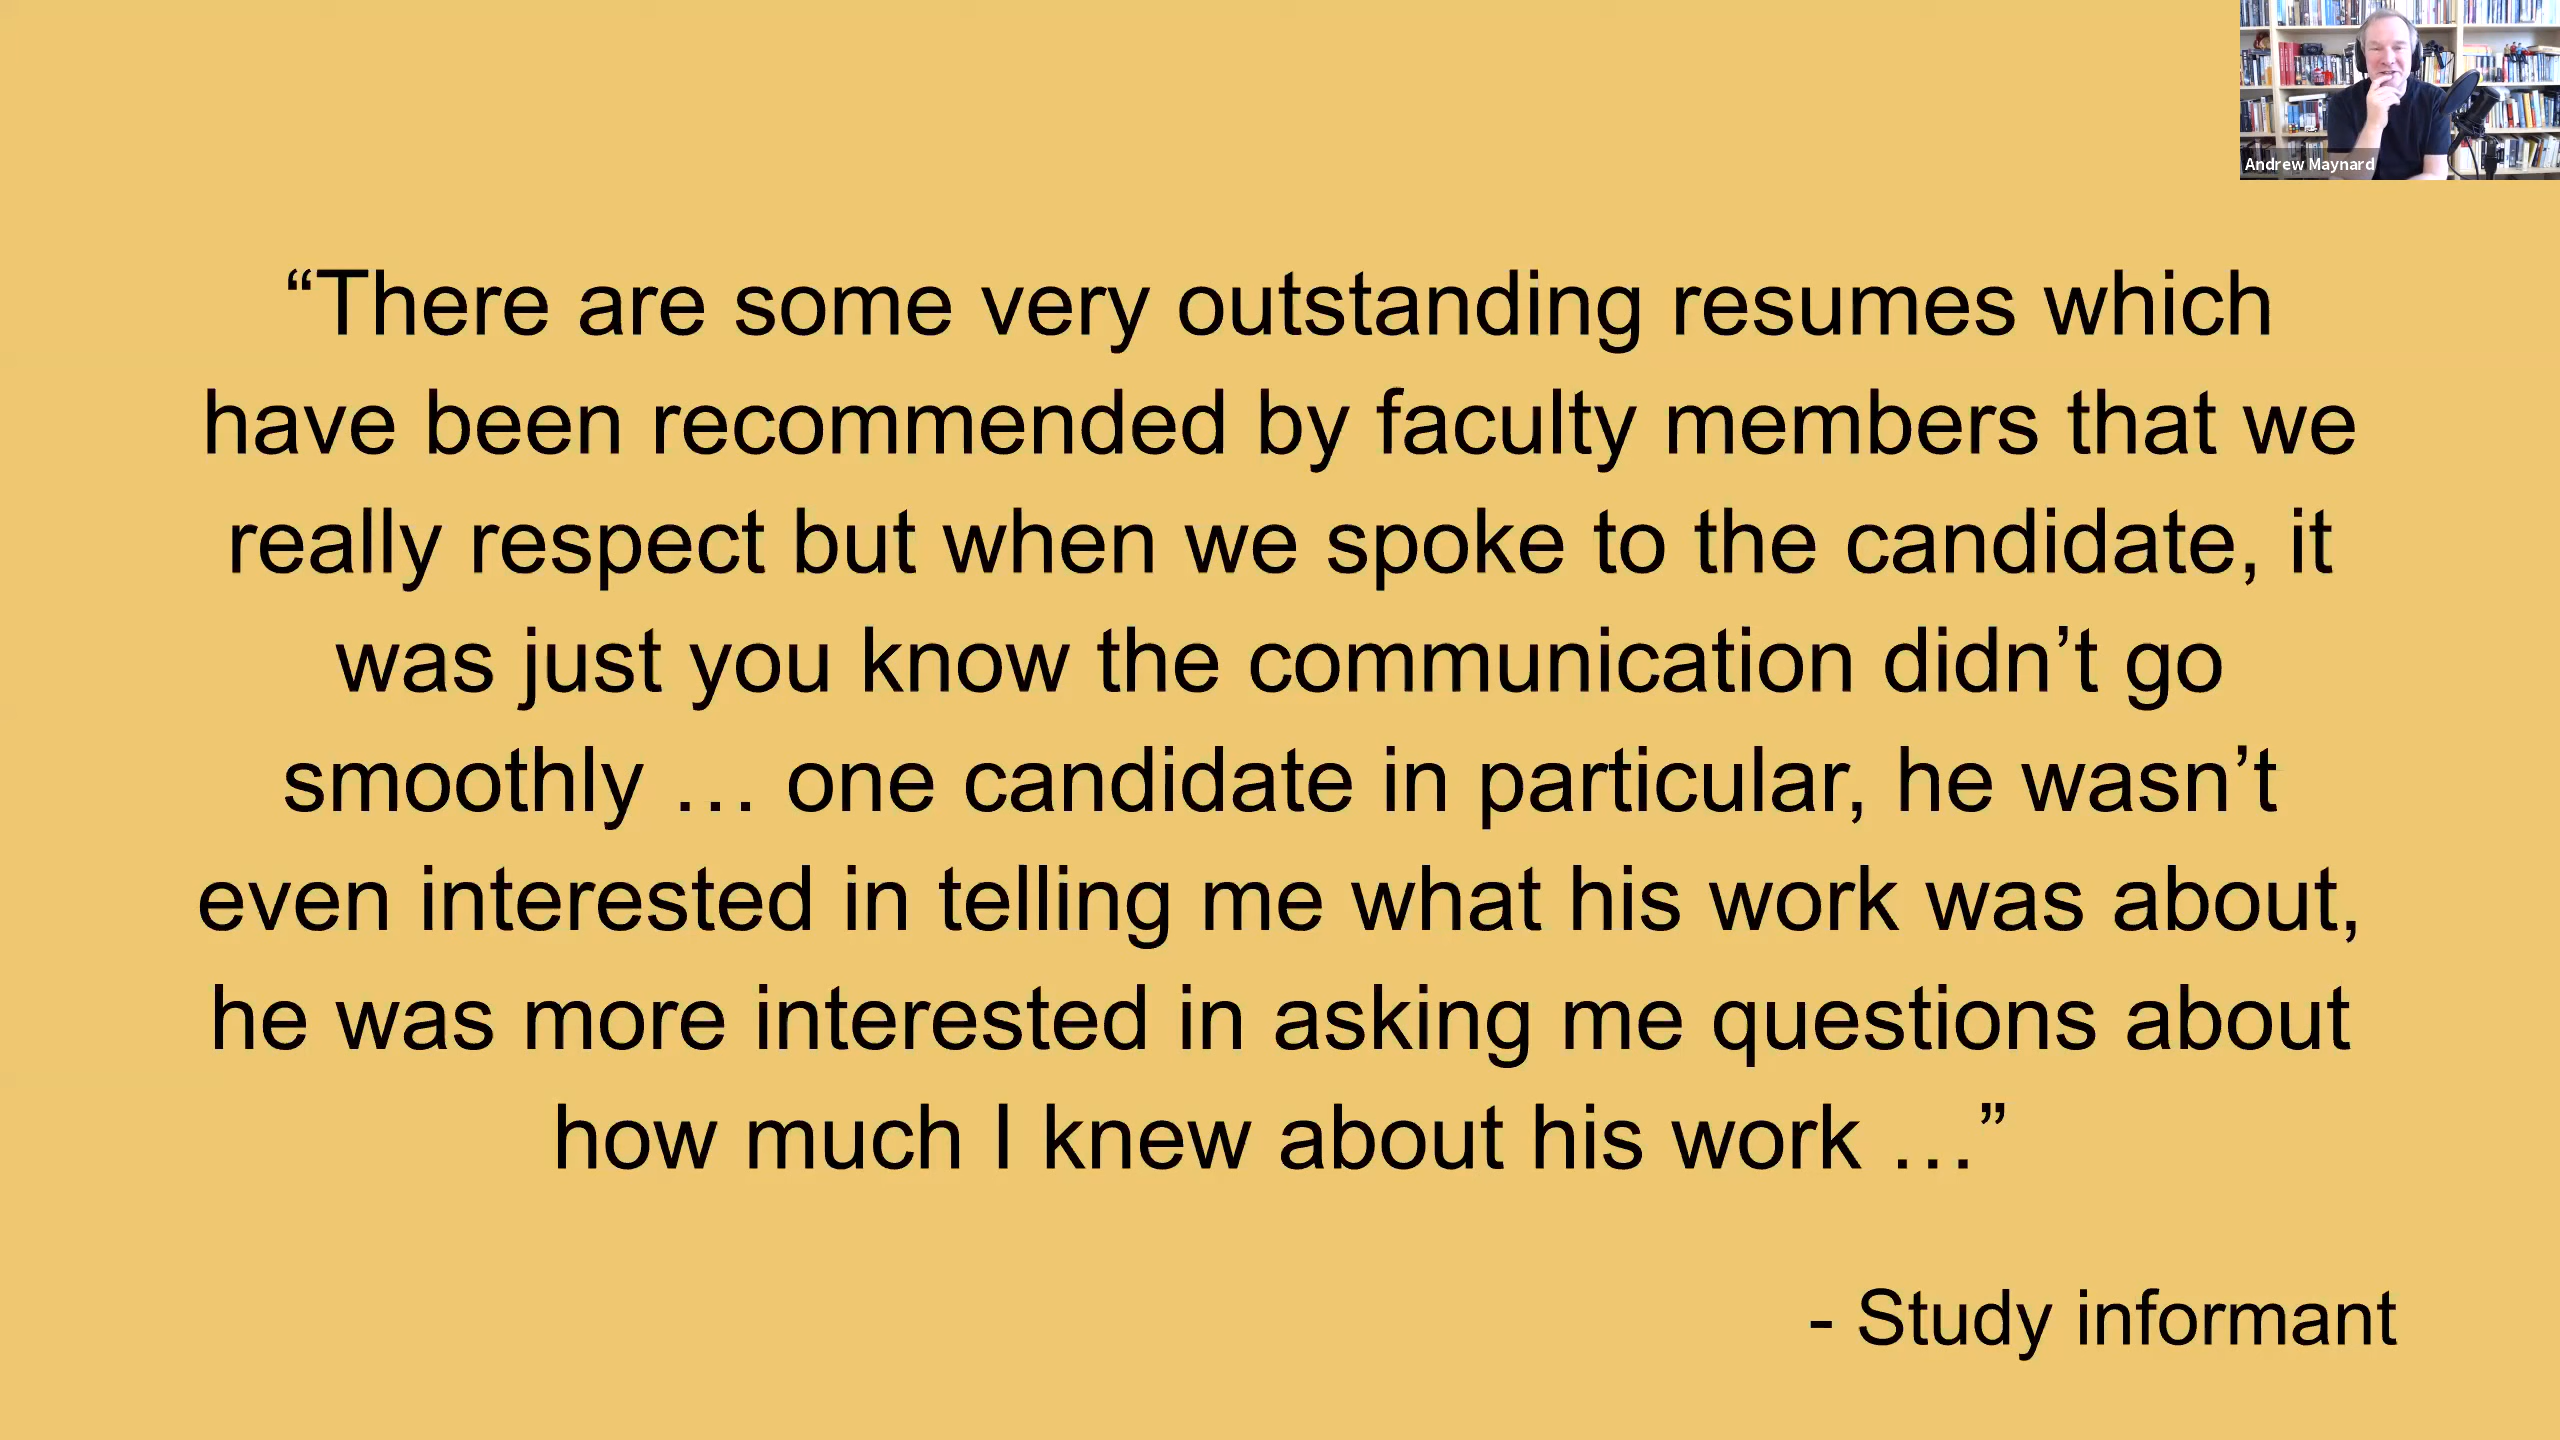 Andrew Maynard
“There are some very outstanding resumes which
have been recommended by faculty members that we
really respect but when we spoke to the candidate, it
was just you know the communication didn’t go
smoothly … one candidate in particular, he wasn’t
even interested in telling me what his work was about,
he was more interested in asking me questions about
how much I knew about his work …”
- Study informant